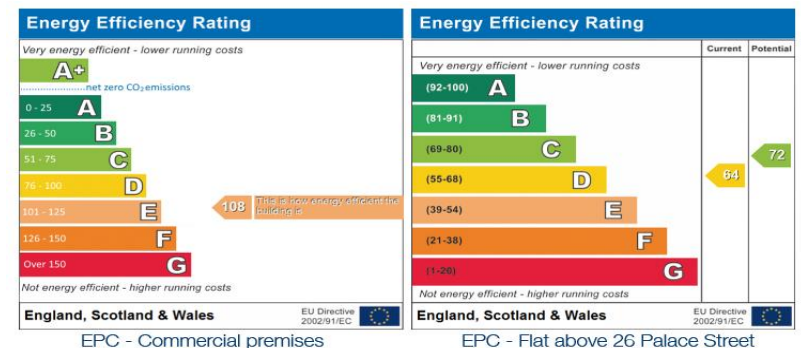 Energy Efficiency Rating
Very energy efficient - lower running costs
A+
net zero CO₂ emissions
0 - 25 A
26 - 50 B
51 - 75 C
76 - 100 D
101 - 125 E
108 This is how energy efficient the
building is
126 - 150 F
Over 150 G
Not energy efficient - higher running costs
England, Scotland & Wales
EU Directive
2002/91/EC
EPC - Commercial premises
Energy Efficiency Rating
Current Potential
Very energy efficient - lower running costs
(92-100) A
(81-91) B
(69-80) C
72
(55-68) D
64
(39-54) E
(21-38) F
(1-20) G
Not energy efficient - higher running costs
England, Scotland & Wales
EU Directive
2002/91/EC
EPC - Flat above 26 Palace Street